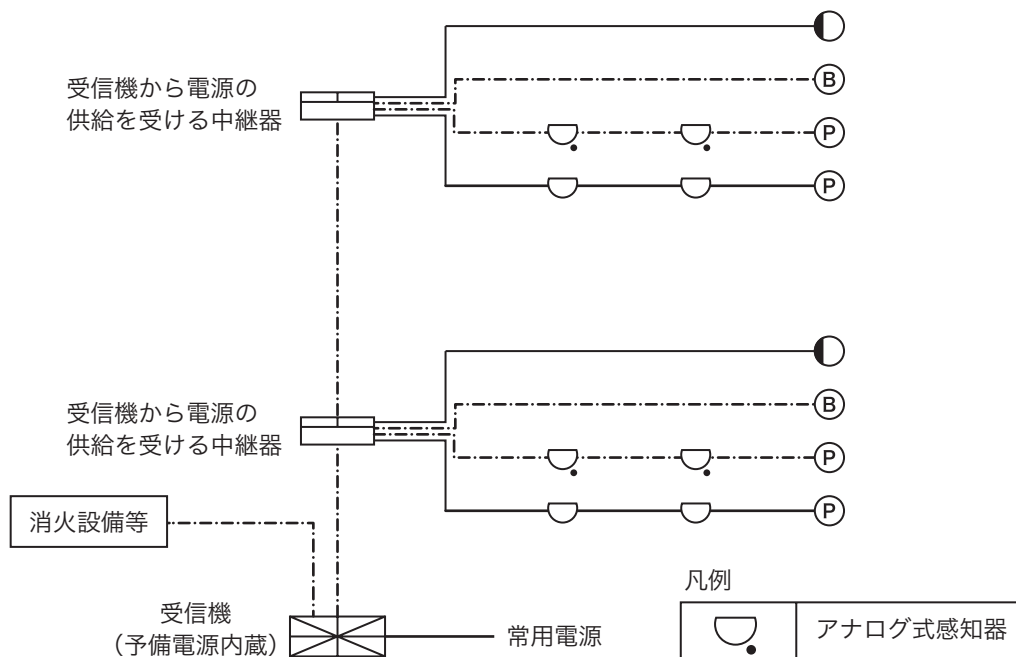 受信機から電源の
供給を受ける中継器
B
P
P
受信機から電源の
供給を受ける中継器
B
P
P
消火設備等
受信機
（予備電源内蔵）
常用電源
凡例
アナログ式感知器